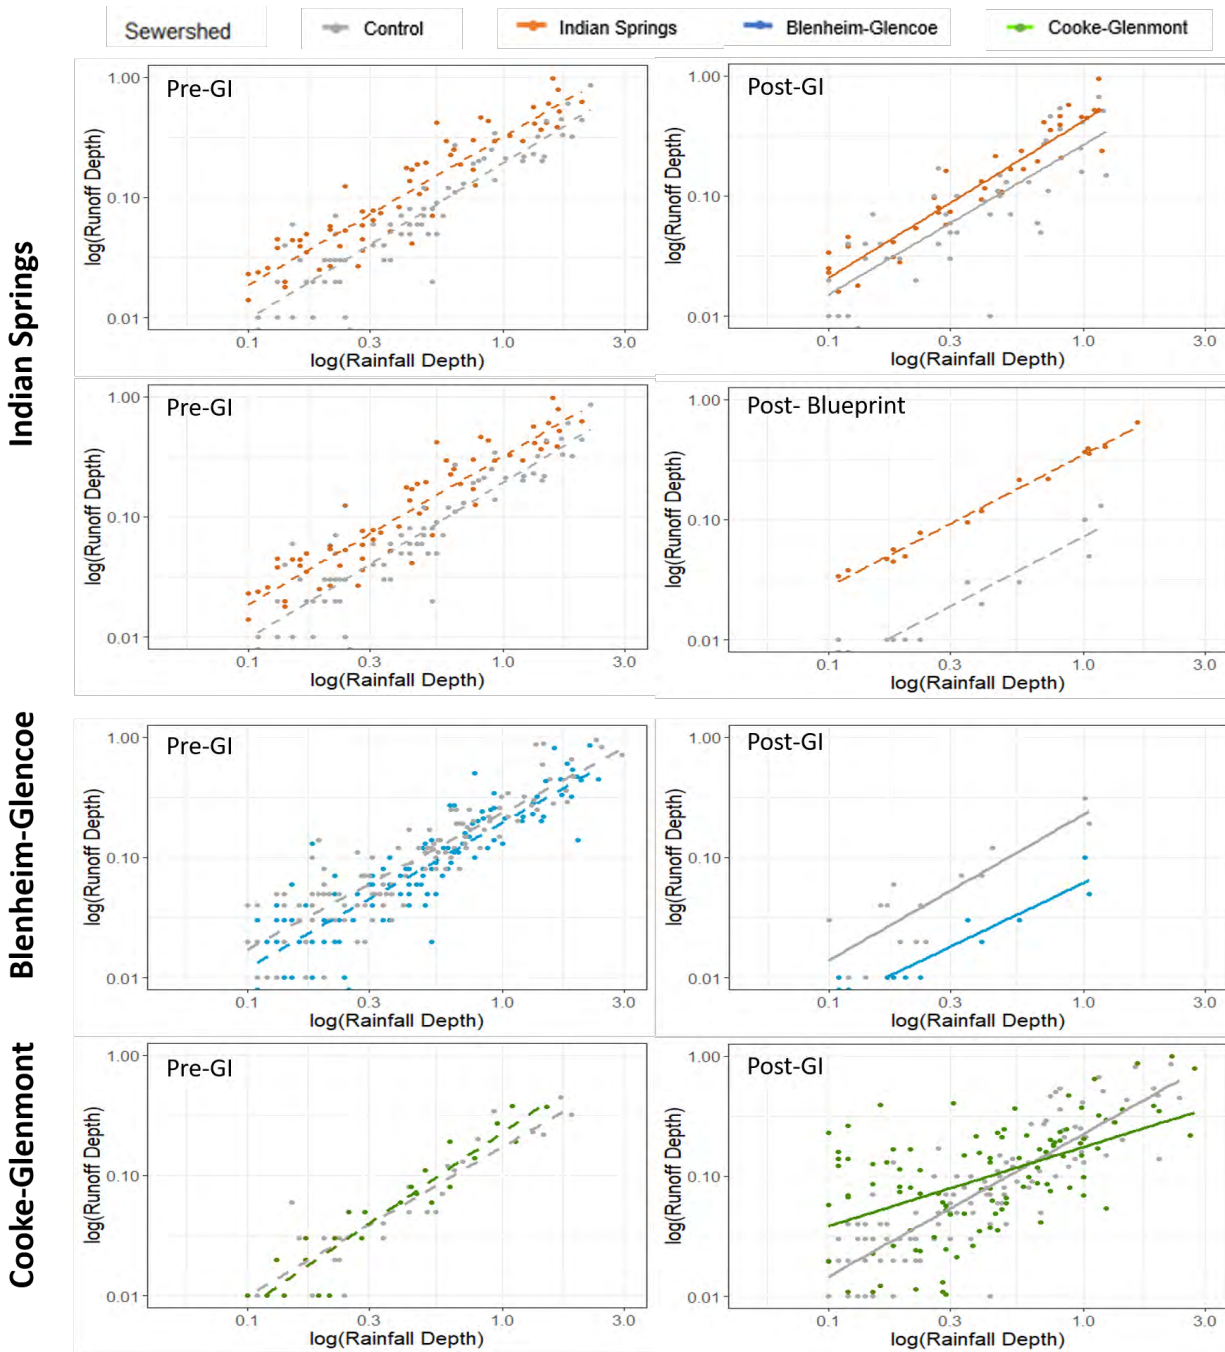 Sewershed Control Indian Springs Blenheim-Glencoe Cooke-Glenmont
Indian Springs
Pre-GI
1.00
0.10
0.01
log(Runoff Depth)
0.1 0.3 1.0 3.0
log(Rainfall Depth)
Post-GI
1.00
0.10
0.01
log(Runoff Depth)
0.1 0.3 1.0 3.0
log(Rainfall Depth)
Pre-GI
1.00
0.10
0.01
log(Runoff Depth)
0.1 0.3 1.0 3.0
log(Rainfall Depth)
Post- Blueprint
1.00
0.10
0.01
log(Runoff Depth)
0.1 0.3 1.0 3.0
log(Rainfall Depth)
Blenheim-Glencoe
Pre-GI
1.00
0.10
0.01
log(Runoff Depth)
0.1 0.3 1.0 3.0
log(Rainfall Depth)
Post-GI
1.00
0.10
0.01
log(Runoff Depth)
0.1 0.3 1.0 3.0
log(Rainfall Depth)
Cooke-Glenmont
Pre-GI
1.00
0.10
0.01
log(Runoff Depth)
0.1 0.3 1.0 3.0
log(Rainfall Depth)
Post-GI
1.00
0.10
0.01
log(Runoff Depth)
0.1 0.3 1.0 3.0
log(Rainfall Depth)